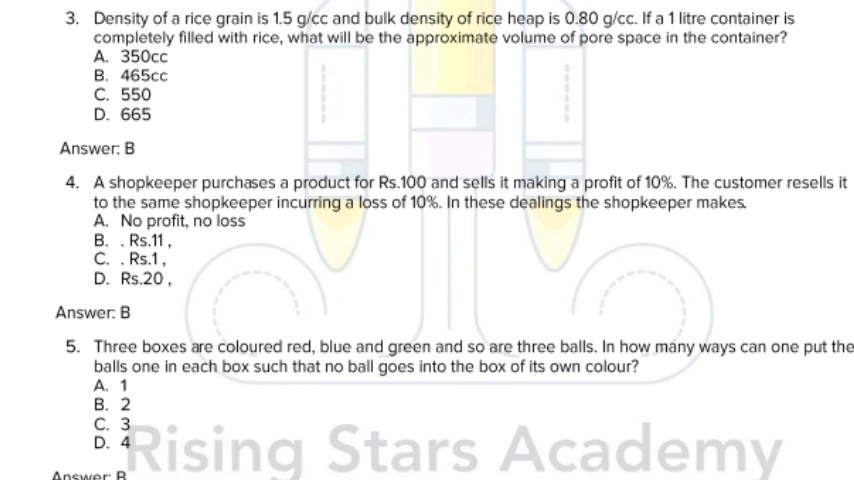 3. Density of a rice grain is 1.5 g/cc and bulk density of rice heap is 0.80 g/cc. If a 1 litre container is
completely filled with rice, what will be the approximate volume of pore space in the container?
A. 350cc
B. 465cc
C. 550
D. 665
Answer: B
4. A shopkeeper purchases a product for Rs.100 and sells it making a profit of 10%. The customer resells it
to the same shopkeeper incurring a loss of 10%. In these dealings the shopkeeper makes.
A. No profit, no loss
B. . Rs.11 ,
C. . Rs.1 ,
D. Rs.20 ,
Answer: B
5. Three boxes are coloured red, blue and green and so are three balls. In how many ways can one put the
balls one in each box such that no ball goes into the box of its own colour?
A. 1
B. 2
C. 3
D. 4
Rising Stars Academy
Answer: B